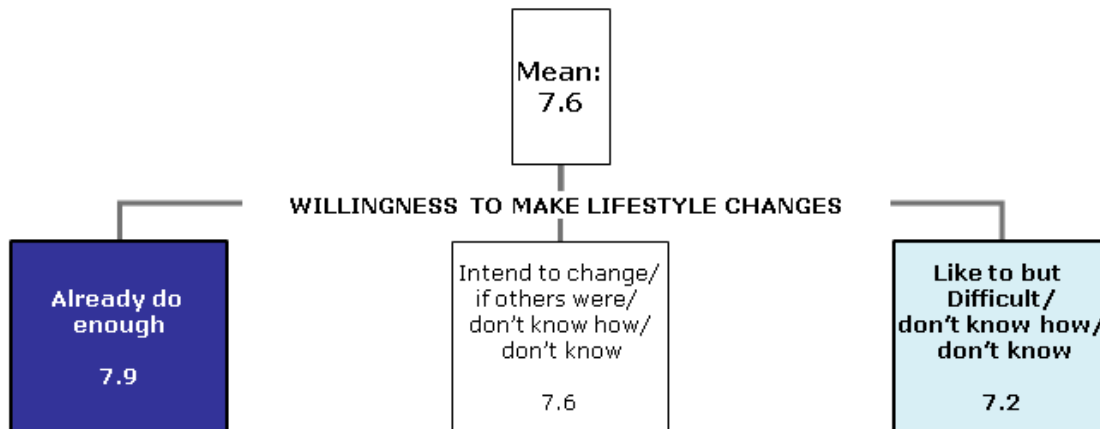 Mean:
7.6
WILLINGNESS TO MAKE LIFESTYLE CHANGES
Already do
enough
7.9
Intend to change/
if others were/
don't know how/
don't know
7.6
Like to but
Difficult/
don't know how/
don't know
7.2